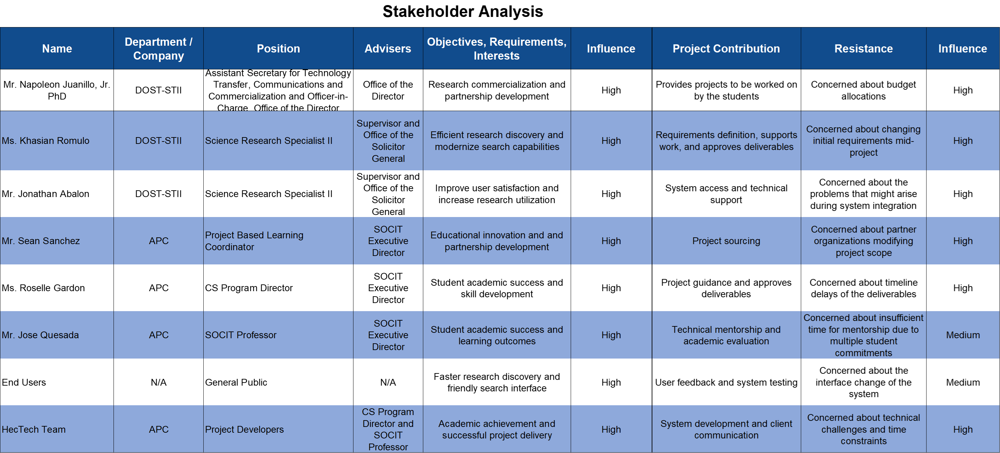 Stakeholder Analysis
Name
Department /
Company
Position
Advisers
Objectives, Requirements,
Interests
Influence
Project Contribution
Resistance
Influence
Mr. Napoleon Juanillo, Jr.
PhD
DOST-STII
Assistant Secretary for Technology
Transfer, Communications and
Commercialization and Officer-in-
Charge, Office of the Director
Office of the
Director
Research commercialization and
partnership development
High
Provides projects to be worked on
by the students
Concerned about budget
allocations
High
Ms. Khasian Romulo
DOST-STII
Science Research Specialist II
Supervisor and
Office of the
Solicitor
General
Efficient research discovery and
modernize search capabilities
High
Requirements definition, supports
work, and approves deliverables
Concerned about changing
initial requirements mid-
project
High
Mr. Jonathan Abalon
DOST-STII
Science Research Specialist II
Supervisor and
Office of the
Solicitor
General
Improve user satisfaction and
increase research utilization
High
System access and technical
support
Concerned about the
problems that might arise
during system integration
High
Mr. Sean Sanchez
APC
Project Based Learning
Coordinator
SOCIT
Executive
Director
Educational innovation and and
partnership development
High
Project sourcing
Concerned about partner
organizations modifying
project scope
High
Ms. Roselle Gardon
APC
CS Program Director
SOCIT
Executive
Director
Student academic success and
skill development
High
Project guidance and approves
deliverables
Concerned about timeline
delays of the deliverables
High
Mr. Jose Quesada
APC
SOCIT Professor
SOCIT
Executive
Director
Student academic success and
learning outcomes
High
Technical mentorship and
academic evaluation
Concerned about insufficient
time for mentorship due to
multiple student
commitments
Medium
End Users
N/A
General Public
N/A
Faster research discovery and
friendly search interface
High
User feedback and system testing
Concerned about the
interface change of the
system
Medium
HecTech Team
APC
Project Developers
CS Program
Director and
SOCIT
Professor
Academic achievement and
successful project delivery
High
System development and client
communication
Concerned about technical
challenges and time
constraints
High